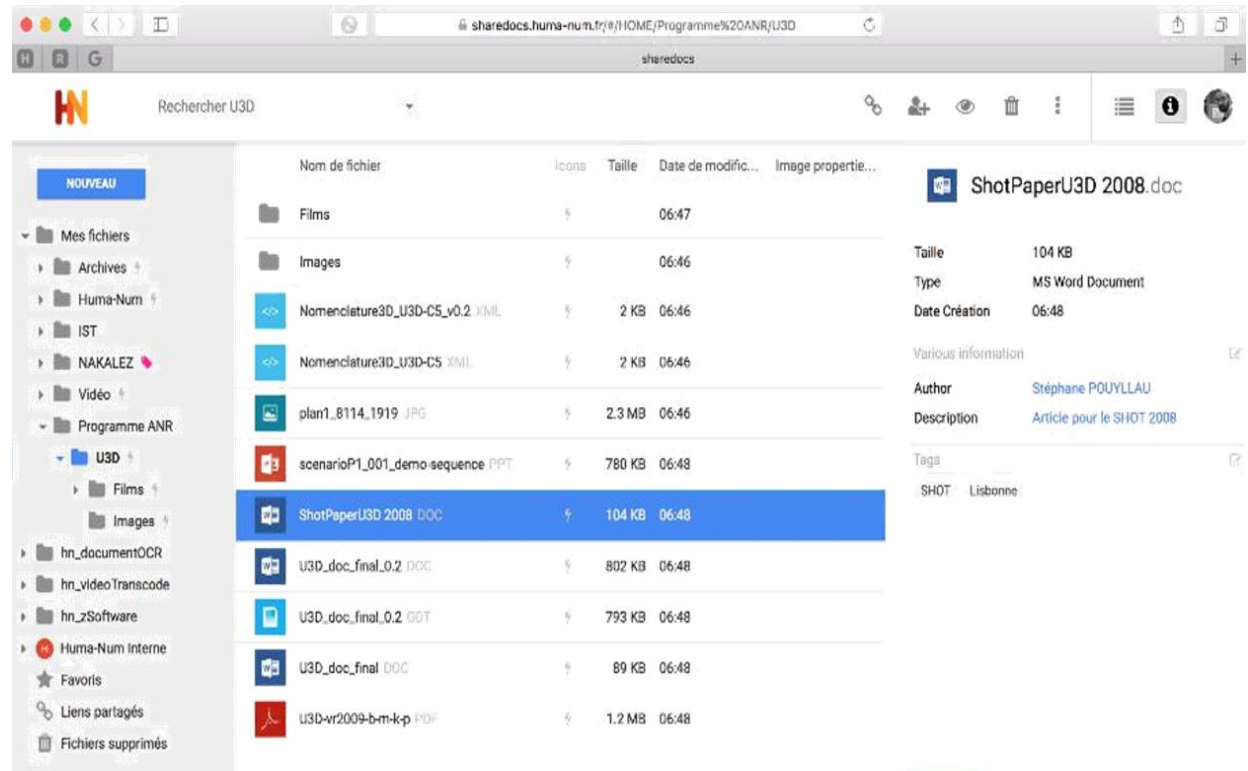 sharedocs.huma-num.fr/#/HOME/Programme%20ANR/U3D
H R G sharedocs +
HN Rechercher U3D
NOUVEAU
Mes fichiers
Archives
Huma-Num
IST
NAKALEZ
Vidéo
Programme ANR
U3D
Films
Images
hn_documentOCR
hn_videoTranscode
hn_zSoftware
H Huma-Num Interne
Favoris
Liens partagés
Fichiers supprimés
Nom de fichier Icons Taille Date de modific... Image propertie...
Films 06:47
Images 06:46
Nomenclature3D_U3D-C5_v0.2 XML 2 KB 06:46
Nomenclature3D_U3D-C5 XML 2 KB 06:46
plan1_8114_1919 JPG 2.3 MB 06:46
scenarioP1_001_demo-sequence PPT 780 KB 06:48
ShotPaperU3D 2008 DOC 104 KB 06:48
U3D_doc_final_0.2 DOC 802 KB 06:48
U3D_doc_final_0.2 ODT 793 KB 06:48
U3D_doc_final DOC 89 KB 06:48
U3D-vr2009-b-m-k-p PDF 1.2 MB 06:48
ShotPaperU3D 2008.doc
Taille 104 KB
Type MS Word Document
Date Création 06:48
Various information
Author Stéphane POUYLLAU
Description Article pour le SHOT 2008
Tags
SHOT Lisbonne